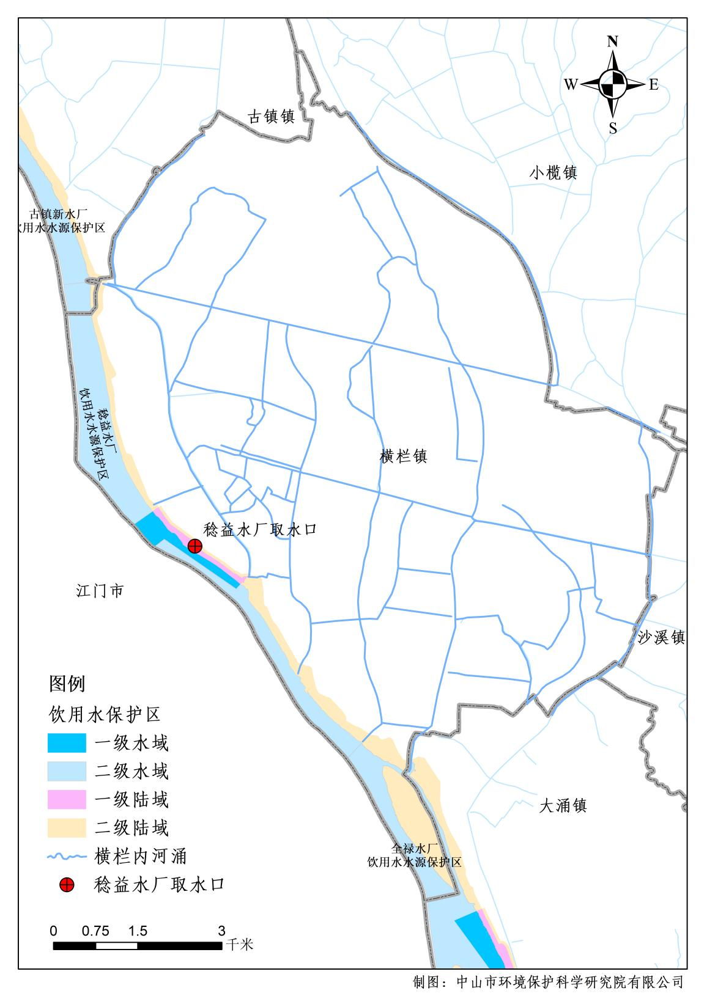 N
W
E
S
古镇镇
小榄镇
古镇新水厂
饮用水水源保护区
稔益水厂
饮用水水源保护区
横栏镇
稔益水厂取水口
江门市
沙溪镇
大涌镇
全禄水厂
饮用水水源保护区
图例
饮用水保护区
一级水域
二级水域
一级陆域
二级陆域
横栏内河涌
稔益水厂取水口
0 0.75 1.5 3
千米
制图：中山市环境保护科学研究院有限公司